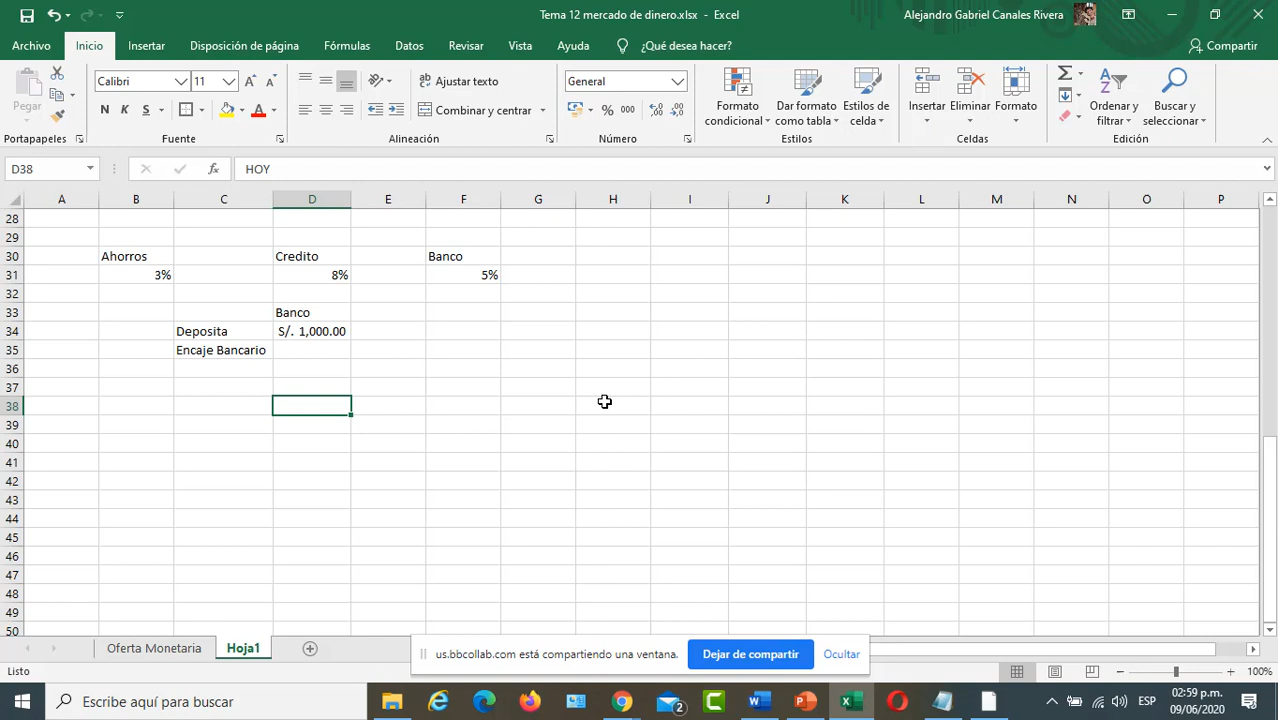 Tema 12 mercado de dinero.xlsx - Excel
Alejandro Gabriel Canales Rivera
Archivo Inicio Insertar Disposición de página Fórmulas Datos Revisar Vista Ayuda ¿Qué desea hacer? Compartir
Pegar
Calibri 11
Ajustar texto
General
N K S
Combinar y centrar
% 000
Formato condicional
Dar formato como tabla
Estilos de celda
Insertar
Eliminar
Formato
Ordenar y filtrar
Buscar y seleccionar
Portapapeles Fuente Alineación Número Estilos Celdas Edición
D38 fx HOY
A B C D E F G H I J K L M N O P
28
29
30 Ahorros Credito Banco
31 3% 8% 5%
32
33 Banco
34 Deposita S/. 1,000.00
35 Encaje Bancario
36
37
38
39
40
41
42
43
44
45
46
47
48
49
50
Oferta Monetaria Hoja1
us.bbcollab.com está compartiendo una ventana. Dejar de compartir Ocultar
Listo 100%
Escribe aquí para buscar
2
ESP
02:59 p.m.
09/06/2020